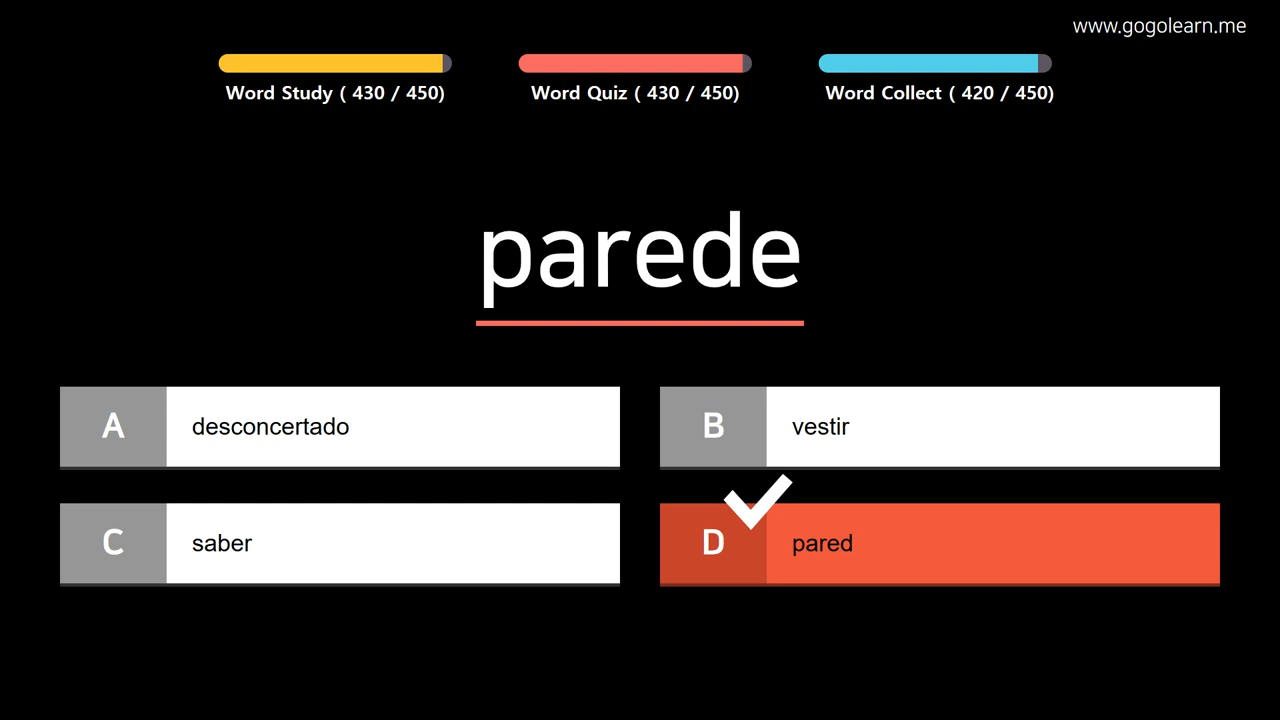 www.gogolearn.me
Word Study ( 430 / 450)
Word Quiz ( 430 / 450)
Word Collect ( 420 / 450)
parede
A desconcertado
B vestir
C saber
D pared